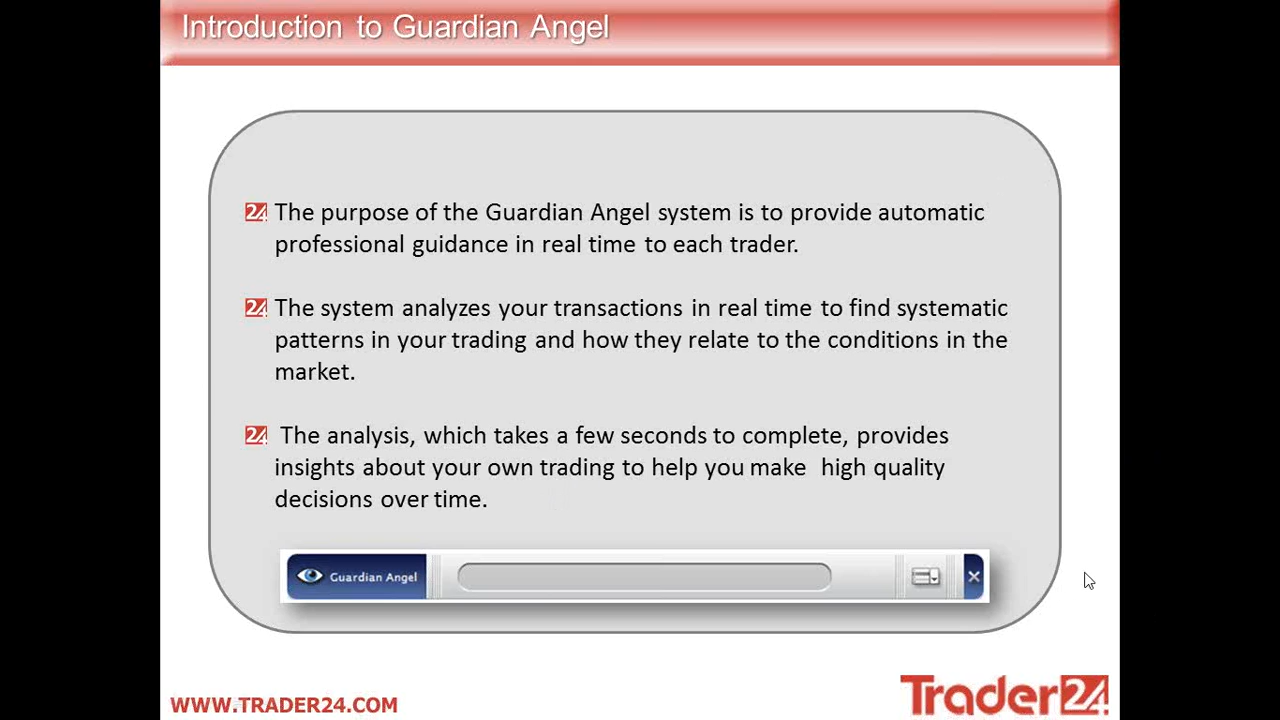 Introduction to Guardian Angel
24 The purpose of the Guardian Angel system is to provide automatic
professional guidance in real time to each trader.
24 The system analyzes your transactions in real time to find systematic
patterns in your trading and how they relate to the conditions in the
market.
24 The analysis, which takes a few seconds to complete, provides
insights about your own trading to help you make high quality
decisions over time.
Guardian Angel
WWW.TRADER24.COM
Trader24